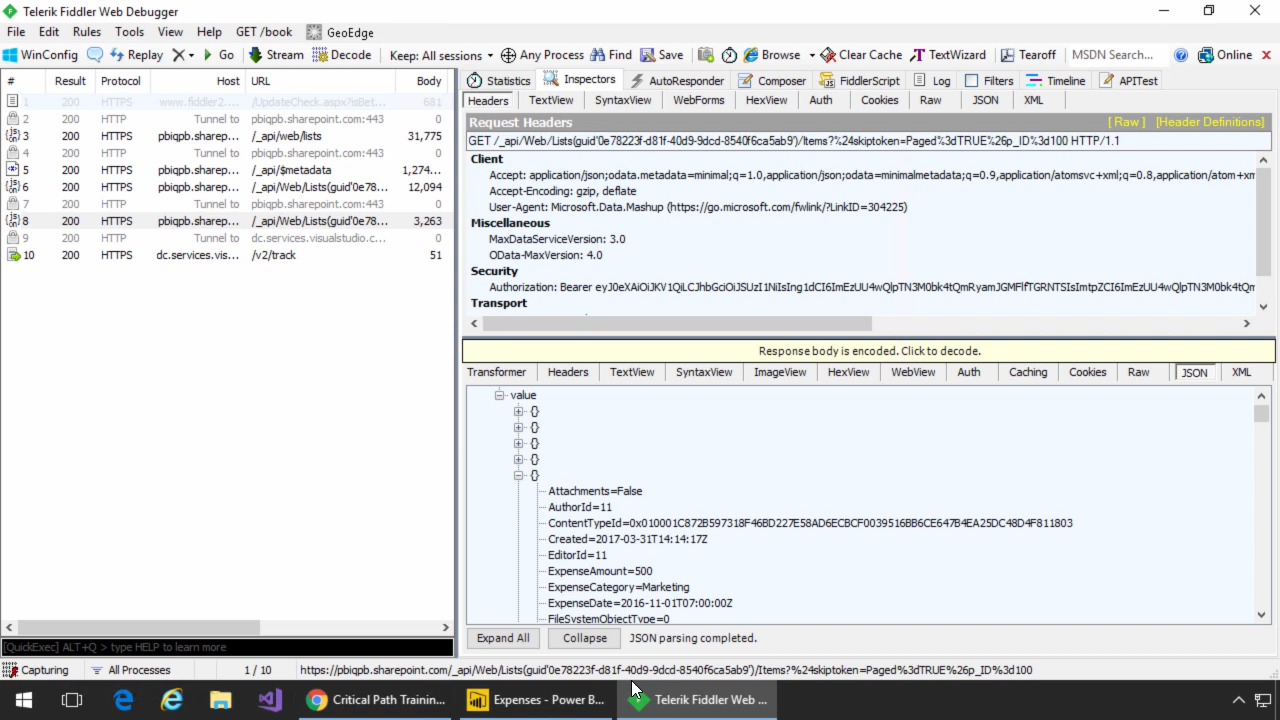 Telerik Fiddler Web Debugger
File Edit Rules Tools View Help GET /book GeoEdge
WinConfig Replay Go Stream Decode Keep: All sessions Any Process Find Save Browse Clear Cache TextWizard Tearoff MSDN Search... Online
# Result Protocol Host URL Body
1 200 HTTPS www.fiddler2.... /UpdateCheck.aspx?isBet... 681
2 200 HTTP Tunnel to pbiqpb.sharepoint.com:443 0
3 200 HTTPS pbiqpb.sharep... /_api/web/lists 31,775
4 200 HTTP Tunnel to pbiqpb.sharepoint.com:443 0
5 200 HTTPS pbiqpb.sharep... /_api/$metadata 1,274...
6 200 HTTPS pbiqpb.sharep... /_api/Web/Lists(guid'0e78... 12,094
7 200 HTTP Tunnel to pbiqpb.sharepoint.com:443 0
8 200 HTTPS pbiqpb.sharep... /_api/Web/Lists(guid'0e78... 3,263
9 200 HTTP Tunnel to dc.services.visualstudio.c... 0
10 200 HTTPS dc.services.vis... /v2/track 51
[QuickExec] ALT+Q > type HELP to learn more
Statistics Inspectors AutoResponder Composer FiddlerScript Log Filters Timeline APITest
Headers TextView SyntaxView WebForms HexView Auth Cookies Raw JSON XML
Request Headers [ Raw ] [Header Definitions]
GET /_api/Web/Lists(guid'0e78223f-d81f-40d9-9dcd-8540f6ca5ab9')/Items?%24skiptoken=Paged%3dTRUE%26p_ID%3d100 HTTP/1.1
Client
Accept: application/json;odata.metadata=minimal;q=1.0,application/json;odata=minimalmetadata;q=0.9,application/atomsvc+xml;q=0.8,application/atom+xm
Accept-Encoding: gzip, deflate
User-Agent: Microsoft.Data.Mashup (https://go.microsoft.com/fwlink/?LinkID=304225)
Miscellaneous
MaxDataServiceVersion: 3.0
OData-MaxVersion: 4.0
Security
Authorization: Bearer
Transport
Response body is encoded. Click to decode.
Transformer Headers TextView SyntaxView ImageView HexView WebView Auth Caching Cookies Raw JSON XML
value
{}
{}
{}
{}
{}
Attachments=False
AuthorId=11
ContentTypeId=0x010001C872B597318F46BD227E58AD6ECBCF0039516BB6CE647B4EA25DC48D4F811803
Created=2017-03-31T14:14:17Z
EditorId=11
ExpenseAmount=500
ExpenseCategory=Marketing
ExpenseDate=2016-11-01T07:00:00Z
FileSystemObjectType=0
Expand All Collapse JSON parsing completed.
Capturing All Processes 1 / 10 https://pbiqpb.sharepoint.com/_api/Web/Lists(guid'0e78223f-d81f-40d9-9dcd-8540f6ca5ab9')/Items?%24skiptoken=Paged%3dTRUE%26p_ID%3d100
Critical Path Trainin... Expenses - Power B... Telerik Fiddler Web ...